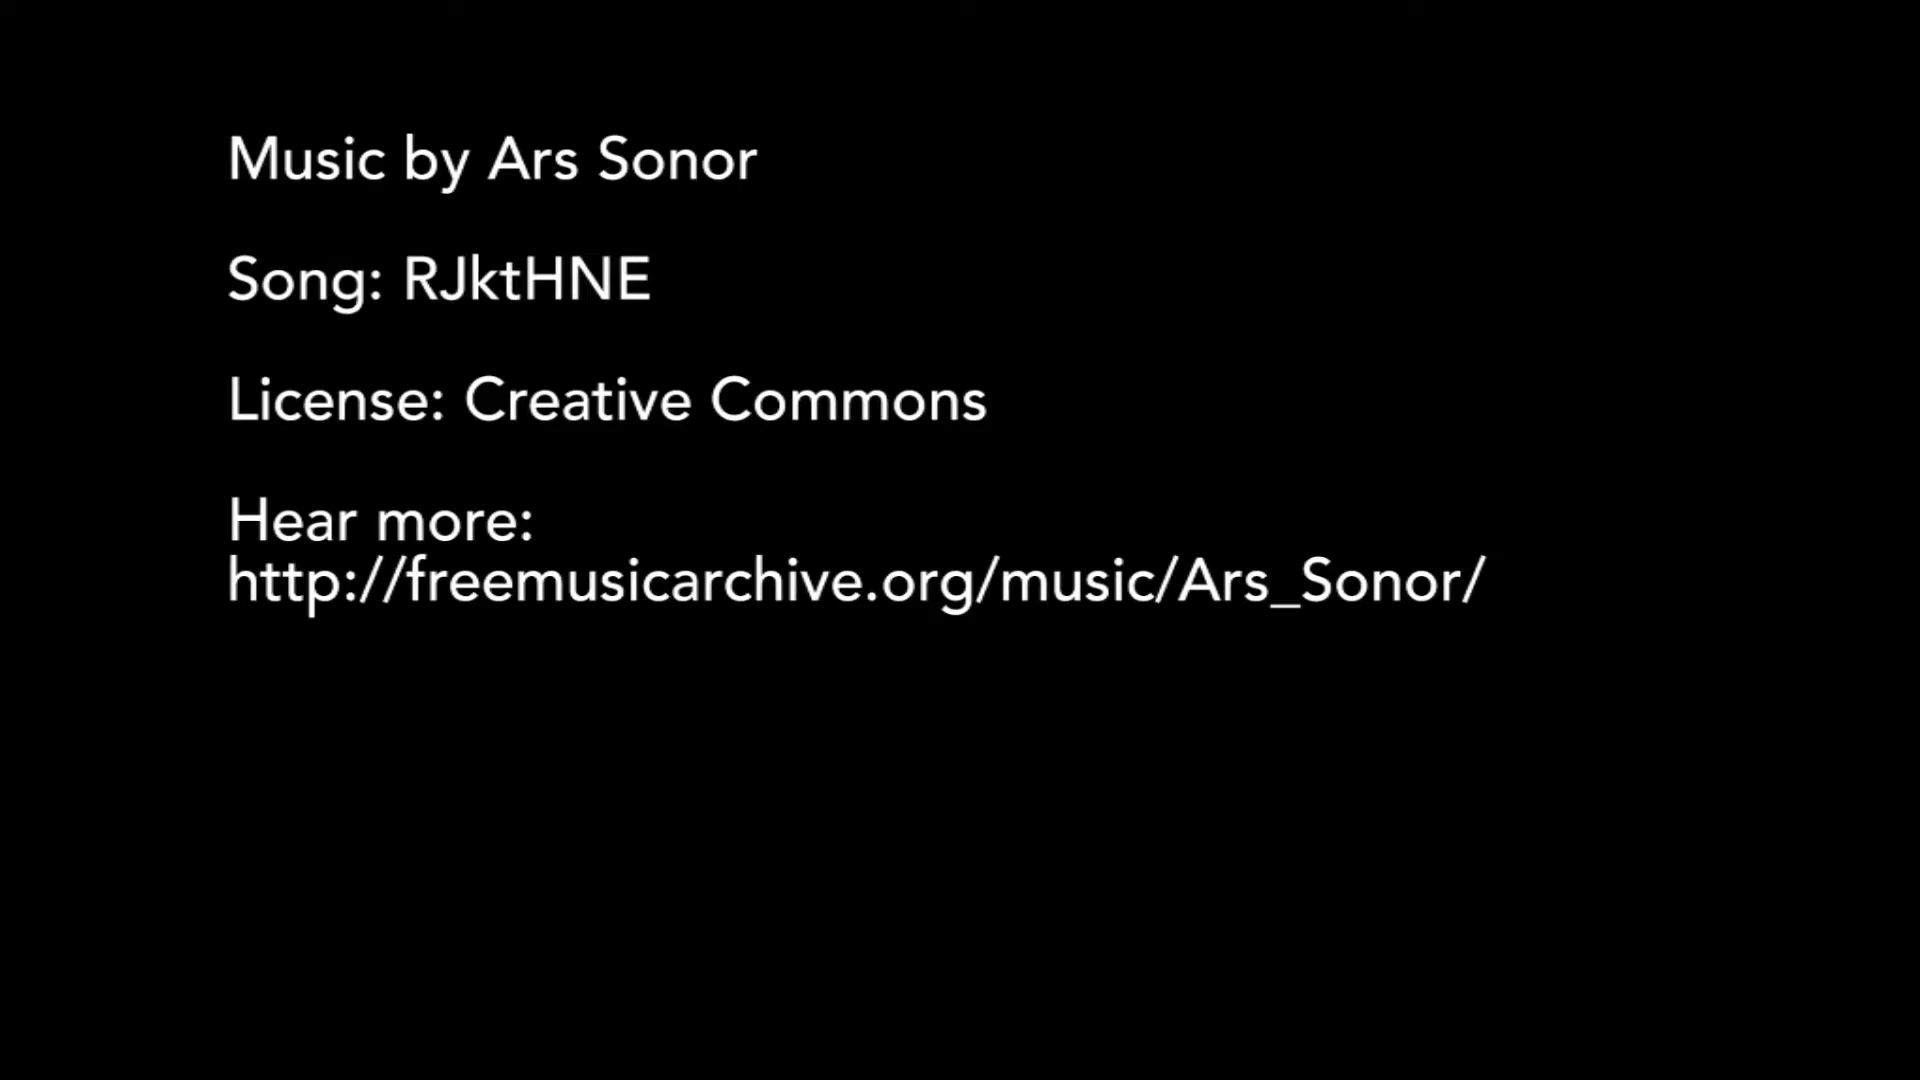 Music by Ars Sonor
Song: RJktHNE
License: Creative Commons
Hear more:
http://freemusicarchive.org/music/Ars_Sonor/